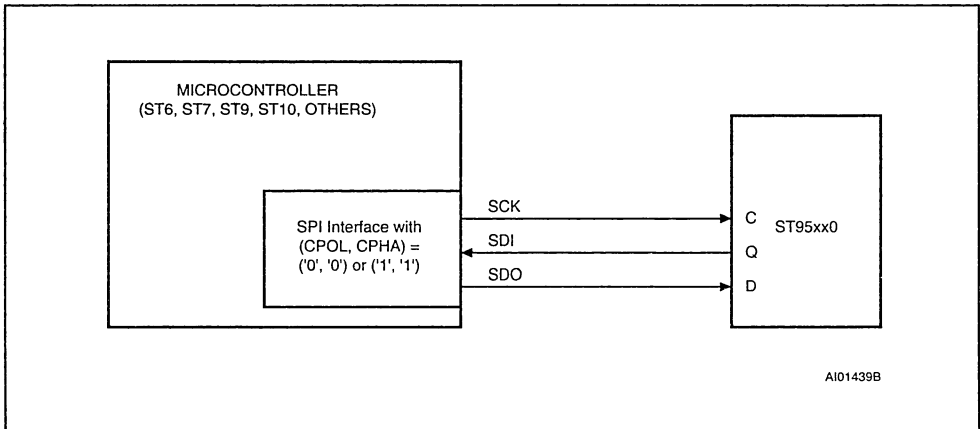 MICROCONTROLLER
(ST6, ST7, ST9, ST10, OTHERS)
SPI Interface with
(CPOL, CPHA) =
('0', '0') or ('1', '1')
SCK
SDI
SDO
C
Q
D
ST95xx0
AI01439B